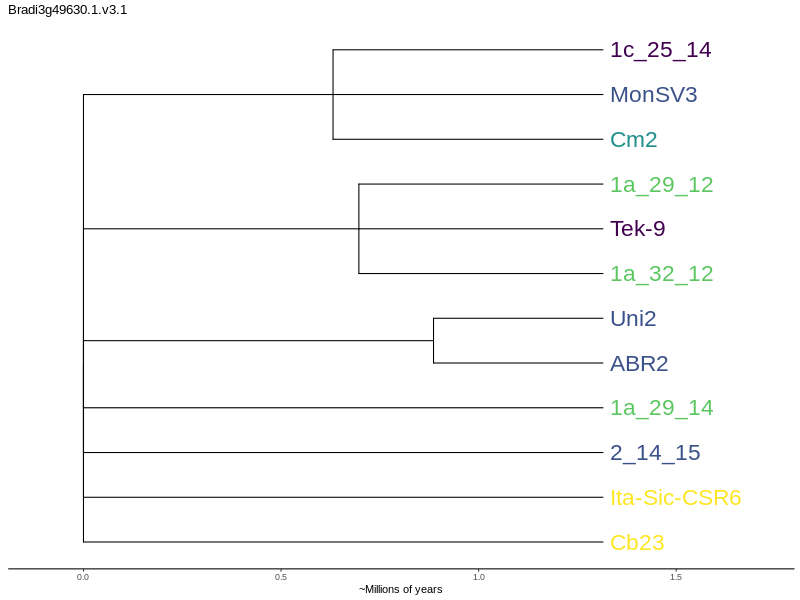 Bradi3g49630.1.v3.1
1c_25_14
MonSV3
Cm2
1a_29_12
Tek-9
1a_32_12
Uni2
ABR2
1a_29_14
2_14_15
Ita-Sic-CSR6
Cb23
0.0 0.5 1.0 1.5
~Millions of years